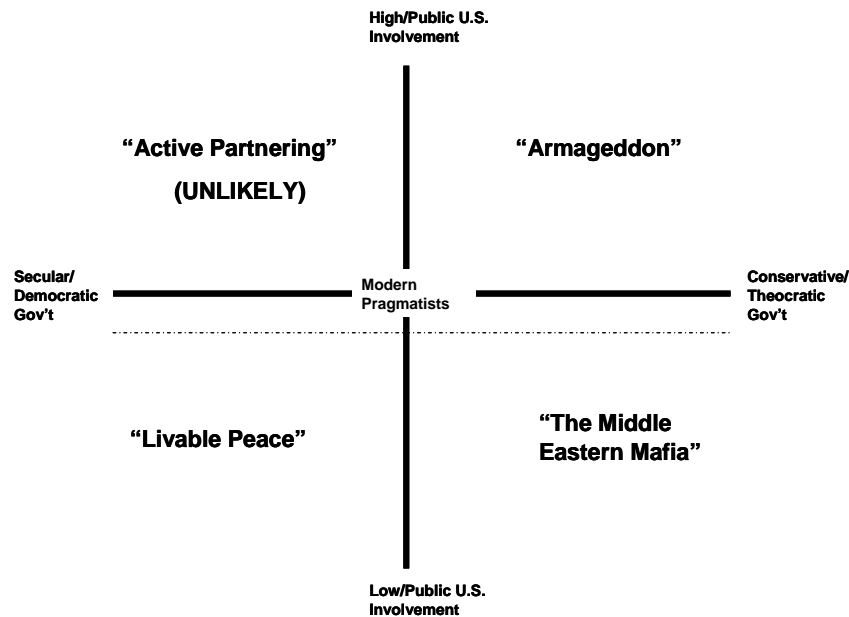 High/Public U.S.
Involvement
“Active Partnering”
(UNLIKELY)
“Armageddon”
Secular/
Democratic
Gov’t
Modern
Pragmatists
Conservative/
Theocratic
Gov’t
“Livable Peace”
“The Middle
Eastern Mafia”
Low/Public U.S.
Involvement